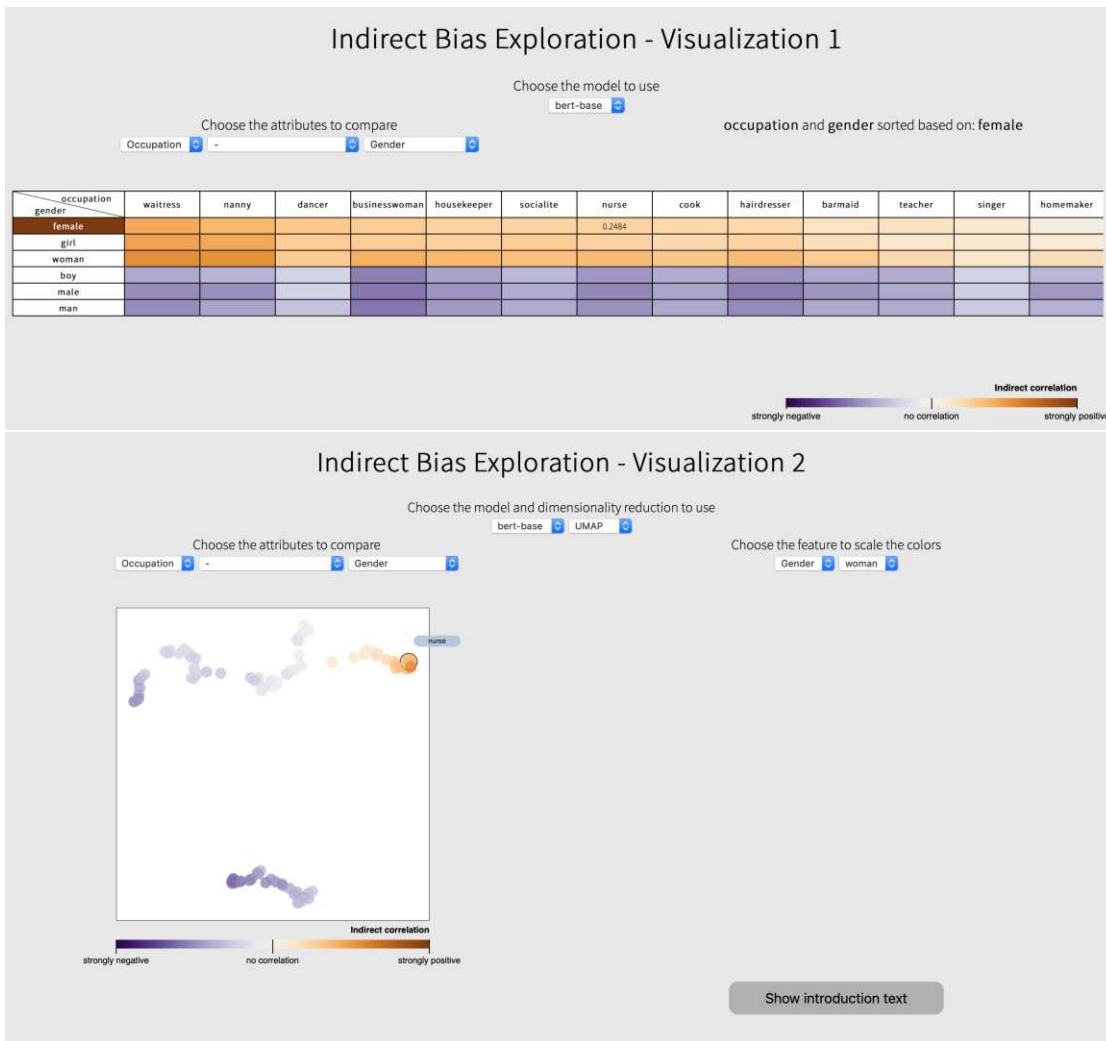 Indirect Bias Exploration - Visualization 1
Choose the model to use
bert-base
Choose the attributes to compare
occupation and gender sorted based on: female
Occupation - Gender
occupation gender waitress nanny dancer businesswoman housekeeper socialite nurse cook hairdresser barmaid teacher singer homemaker
female 0.2484
girl
woman
boy
male
man
Indirect correlation
strongly negative no correlation strongly positive
Indirect Bias Exploration - Visualization 2
Choose the model and dimensionality reduction to use
bert-base UMAP
Choose the attributes to compare
Choose the feature to scale the colors
Occupation - Gender
Gender woman
nurse
Indirect correlation
strongly negative no correlation strongly positive
Show introduction text